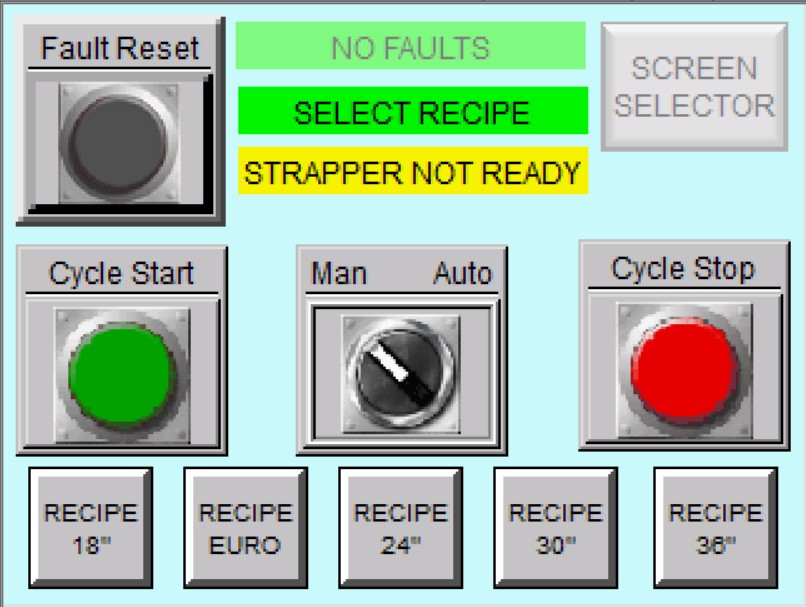 Fault Reset
NO FAULTS
SELECT RECIPE
STRAPPER NOT READY
SCREEN
SELECTOR
Cycle Start
Man Auto
Cycle Stop
RECIPE
18"
RECIPE
EURO
RECIPE
24"
RECIPE
30"
RECIPE
36"